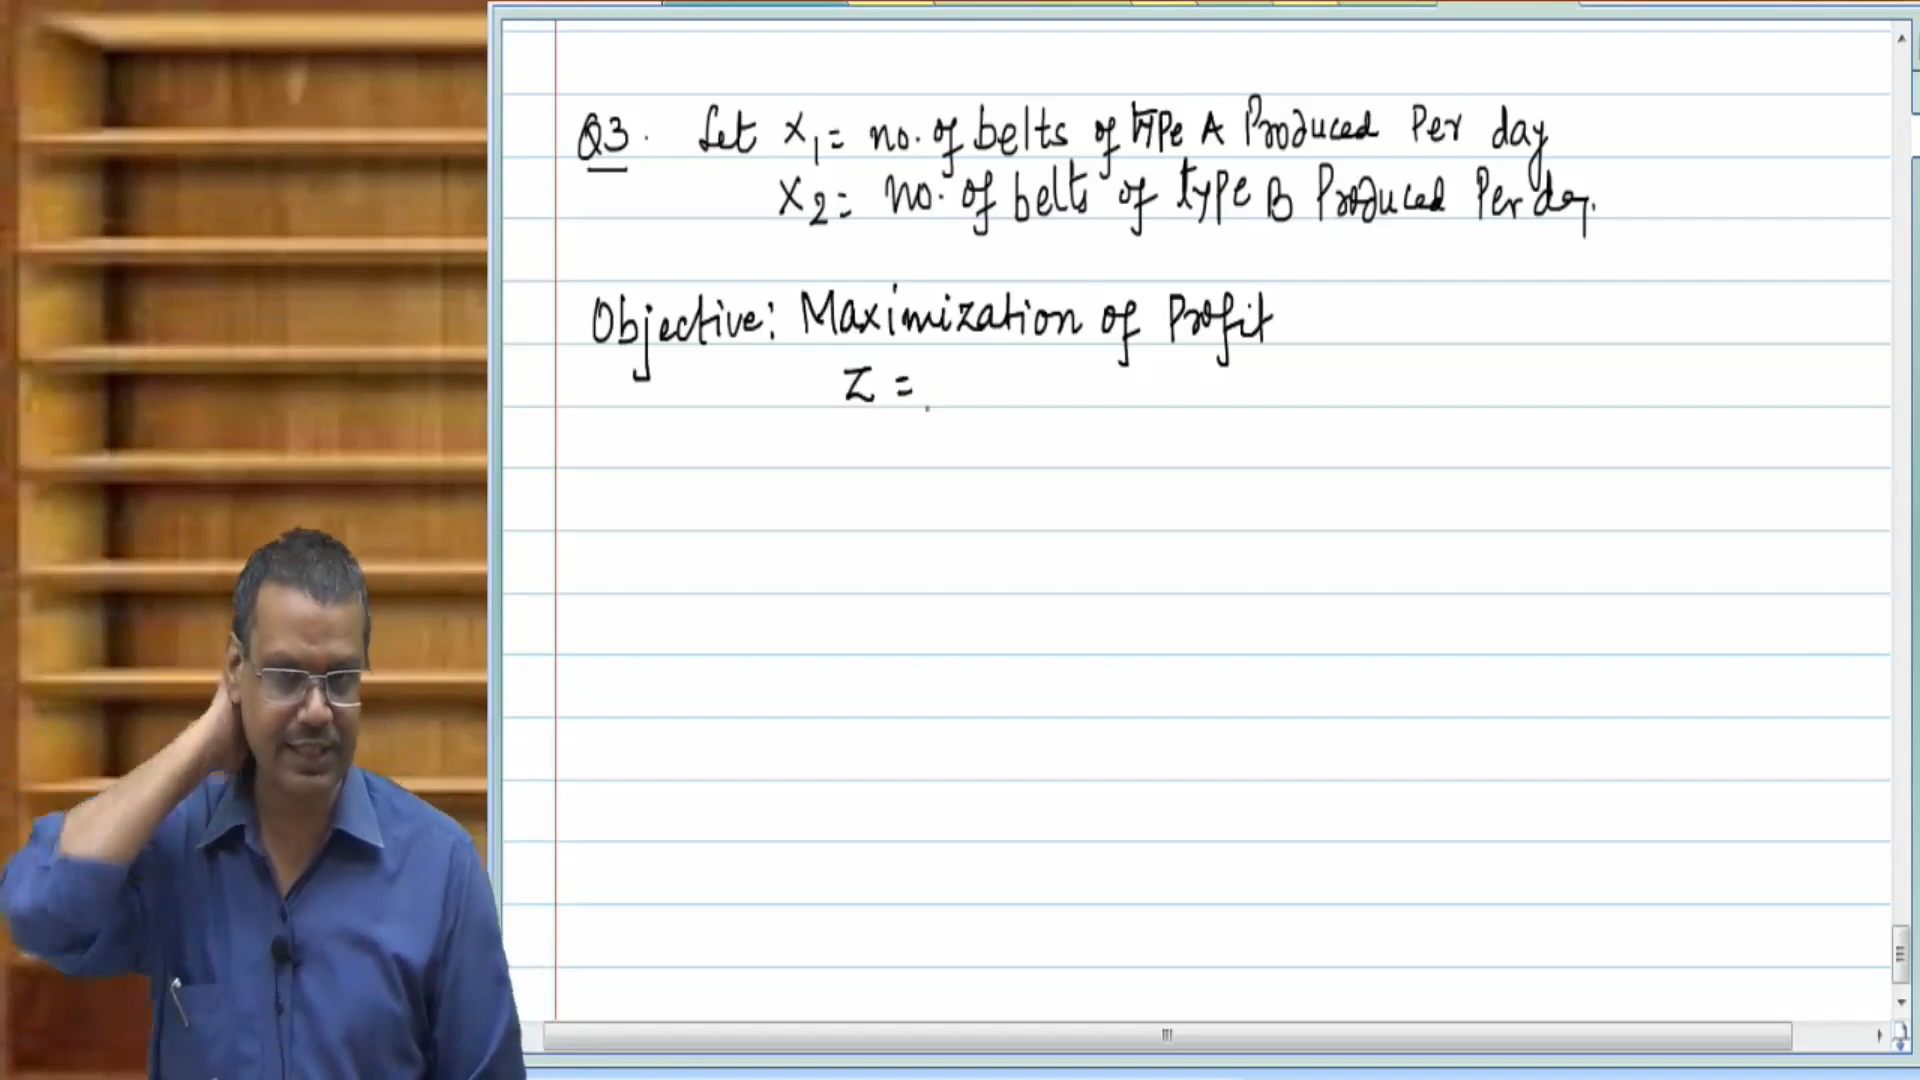 Q3. Let x₁ = no. of belts of type A Produced Per day
x₂ = no. of belts of type B Produced Per day.
Objective: Maximization of Profit
Z =